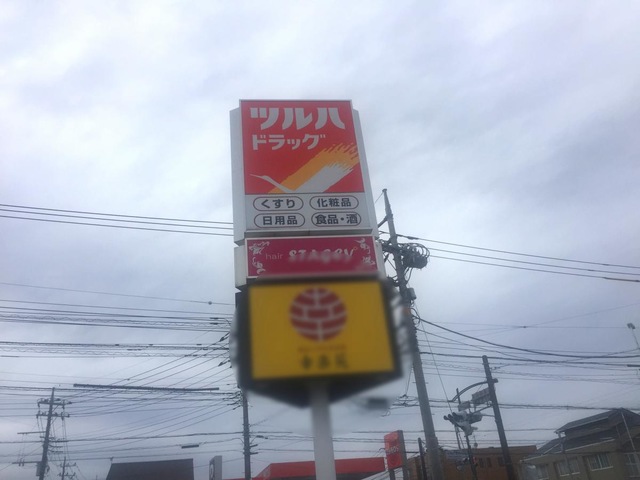 ツルハ
ドラッグ
くすり
化粧品
日用品
食品・酒
hair STAGEV